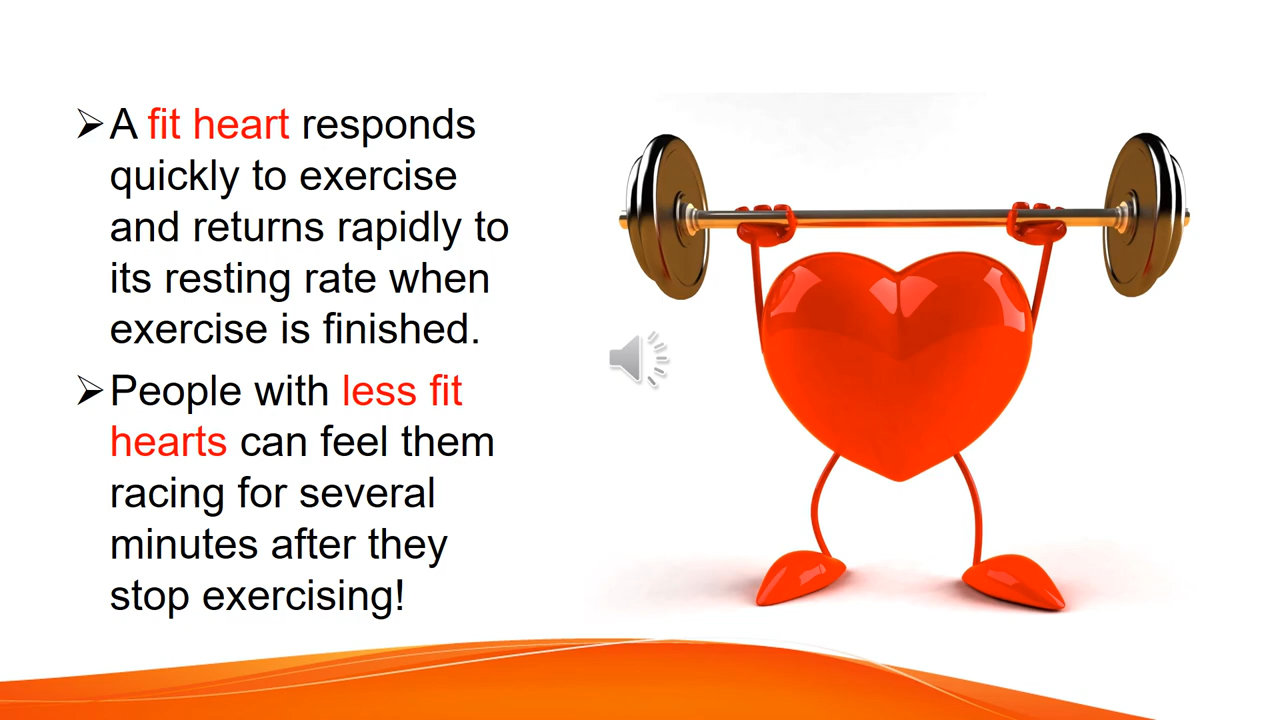 A fit heart responds
quickly to exercise
and returns rapidly to
its resting rate when
exercise is finished.
People with less fit
hearts can feel them
racing for several
minutes after they
stop exercising!